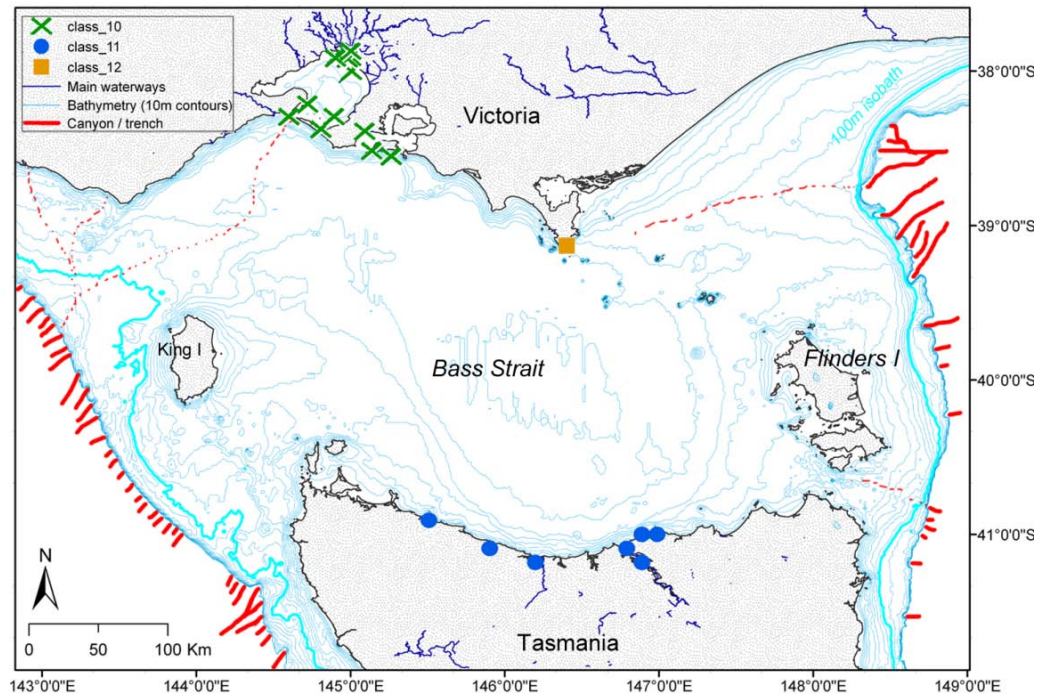 class_10
class_11
class_12
Main waterways
Bathymetry (10m contours)
Canyon / trench
Victoria
100m isobath
38°0'0"S
39°0'0"S
King I
Bass Strait
Flinders I
40°0'0"S
41°0'0"S
N
0 50 100 Km
Tasmania
143°0'0"E 144°0'0"E 145°0'0"E 146°0'0"E 147°0'0"E 148°0'0"E 149°0'0"E